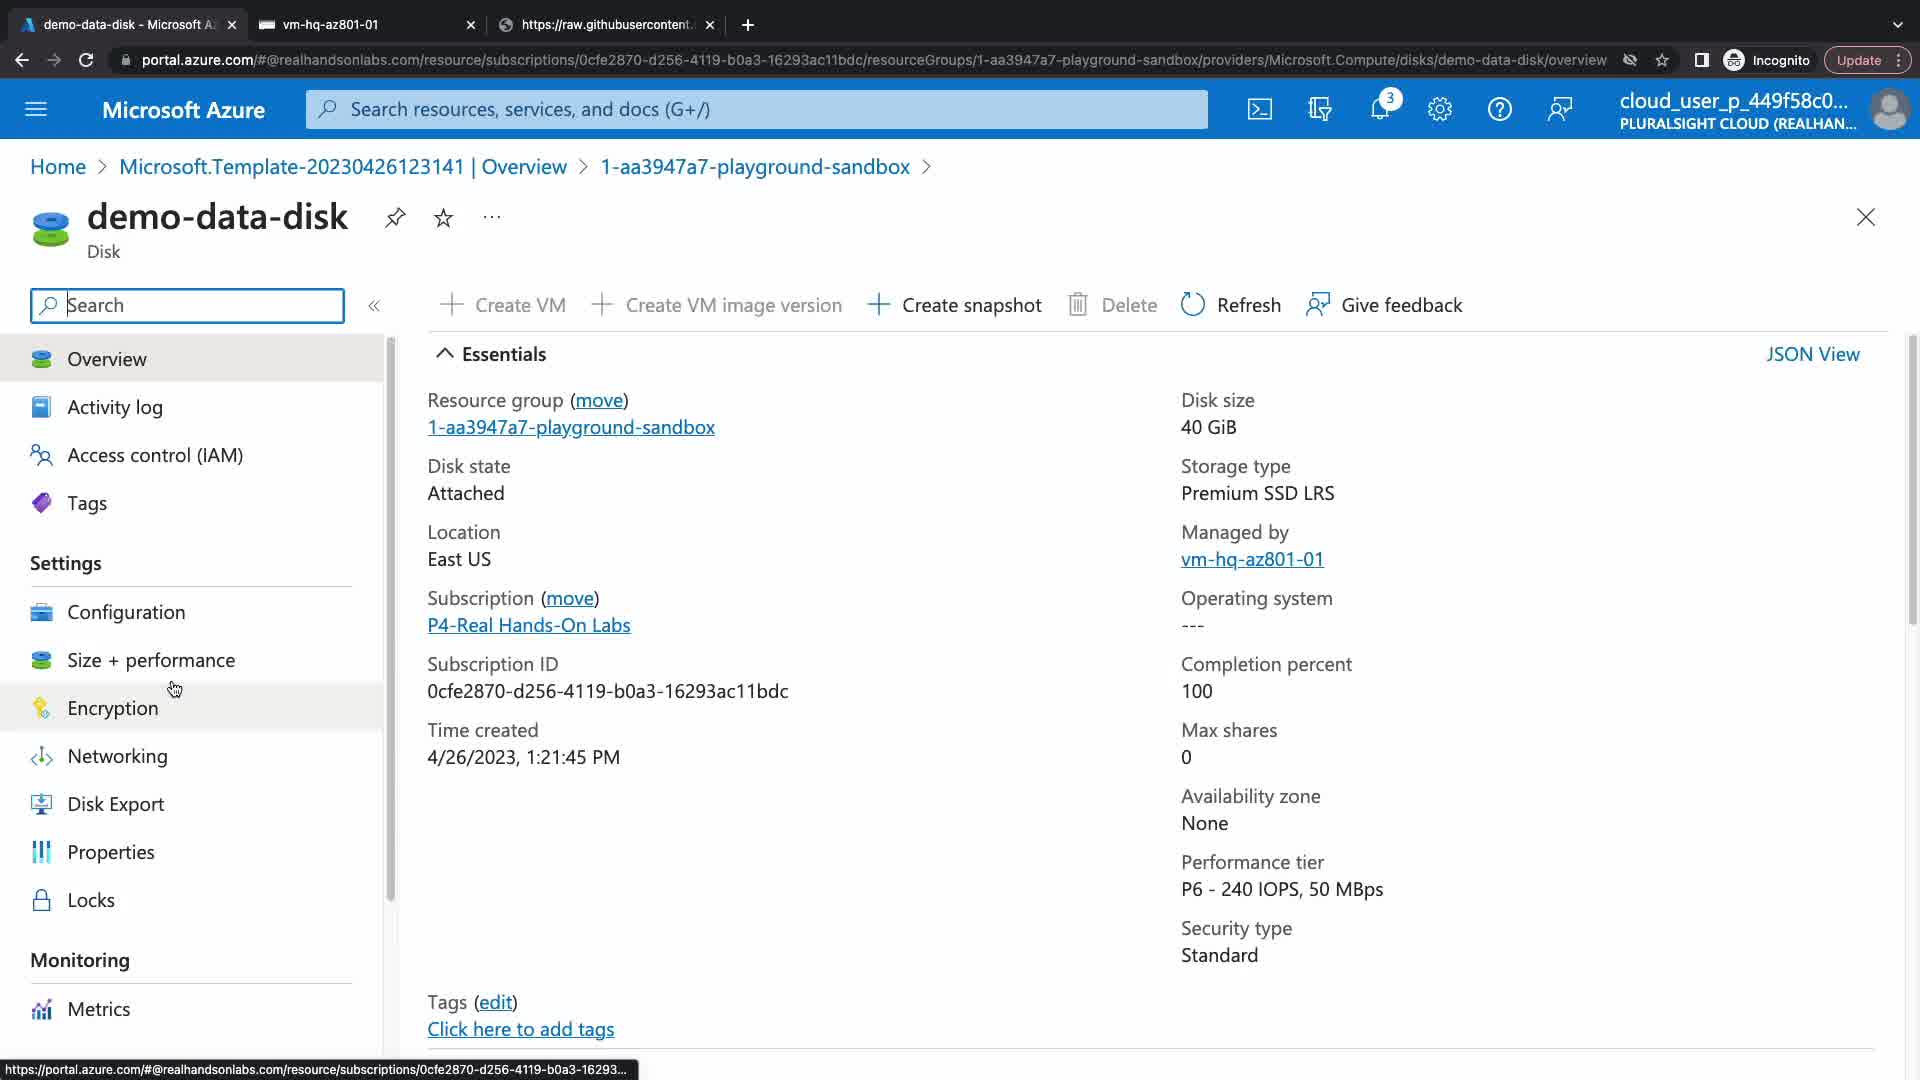 demo-data-disk - Microsoft A
vm-hq-az801-01
https://raw.githubusercontent.
portal.azure.com/#@realhandsonlabs.com/resource/subscriptions/0cfe2870-d256-4119-b0a3-16293ac11bdc/resourceGroups/1-aa3947a7-playground-sandbox/providers/Microsoft.Compute/disks/demo-data-disk/overview
Incognito
Update
Microsoft Azure
Search resources, services, and docs (G+/)
3
cloud_user_p_449f58c0...
PLURALSIGHT CLOUD (REALHAN...
Home > Microsoft.Template-20230426123141 | Overview > 1-aa3947a7-playground-sandbox >
demo-data-disk
...
Disk
Search
«
Create VM
Create VM image version
Create snapshot
Delete
Refresh
Give feedback
Overview
Activity log
Access control (IAM)
Tags
Settings
Configuration
Size + performance
Encryption
Networking
Disk Export
Properties
Locks
Monitoring
Metrics
Essentials
JSON View
Resource group (move)
1-aa3947a7-playground-sandbox
Disk state
Attached
Location
East US
Subscription (move)
P4-Real Hands-On Labs
Subscription ID
0cfe2870-d256-4119-b0a3-16293ac11bdc
Time created
4/26/2023, 1:21:45 PM
Disk size
40 GiB
Storage type
Premium SSD LRS
Managed by
vm-hq-az801-01
Operating system
---
Completion percent
100
Max shares
0
Availability zone
None
Performance tier
P6 - 240 IOPS, 50 MBps
Security type
Standard
Tags (edit)
Click here to add tags
https://portal.azure.com/#@realhandsonlabs.com/resource/subscriptions/0cfe2870-d256-4119-b0a3-16293...